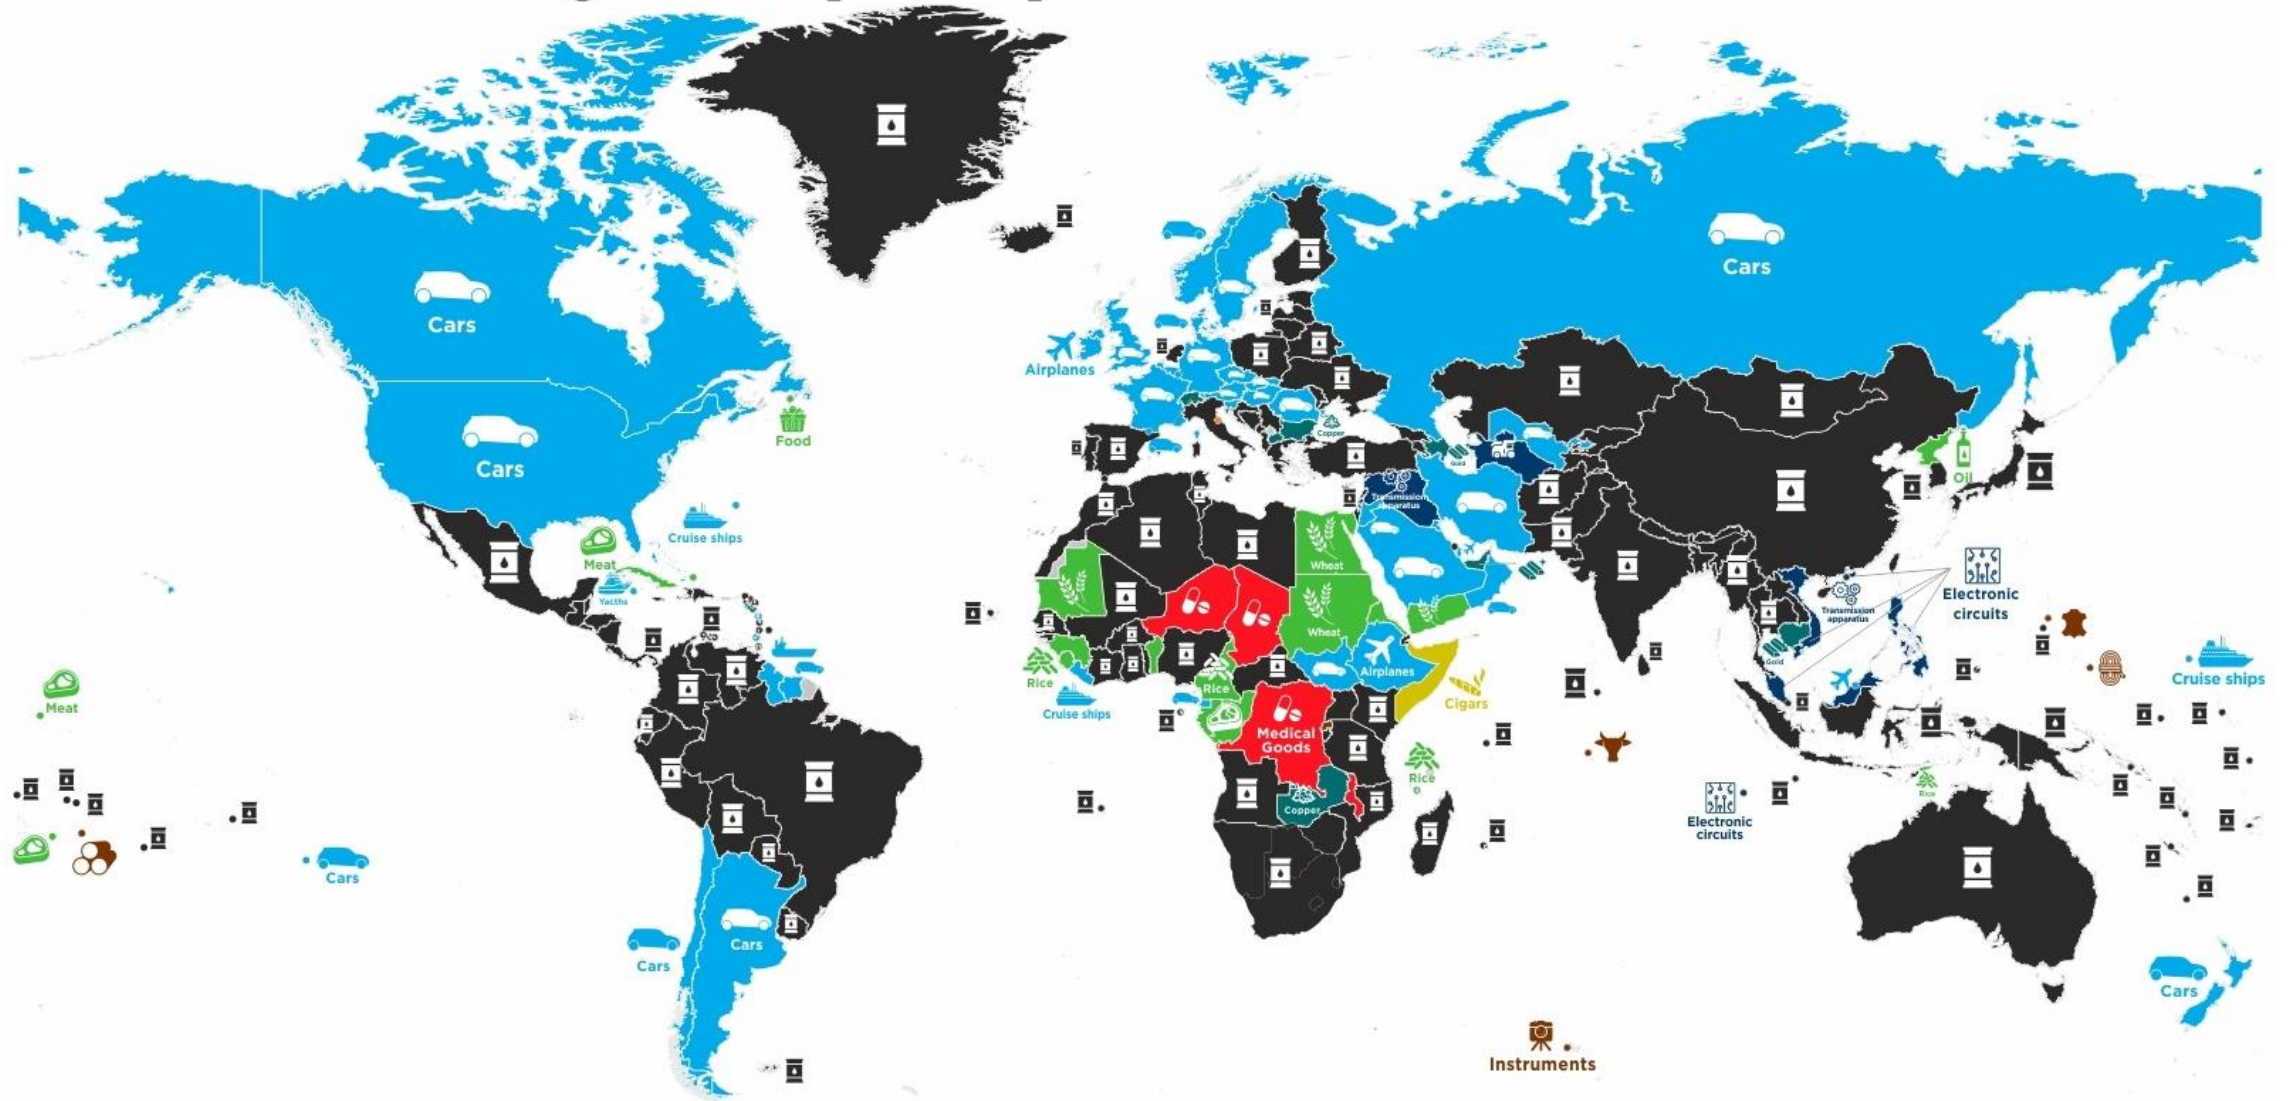 Cars
Cars
Food
Cruise ships
Meat
Yacths
Airplanes
Cars
Copper
Gold
Oil
Transmission
apparatus
Wheat
Wheat
Rice
Cruise ships
Rice
Airplanes
Cigars
Medical
Goods
Rice
Copper
Transmission
apparatus
Gold
Electronic
circuits
Cruise ships
Meat
Cars
Cars
Cars
Electronic
circuits
Rice
Cars
Instruments